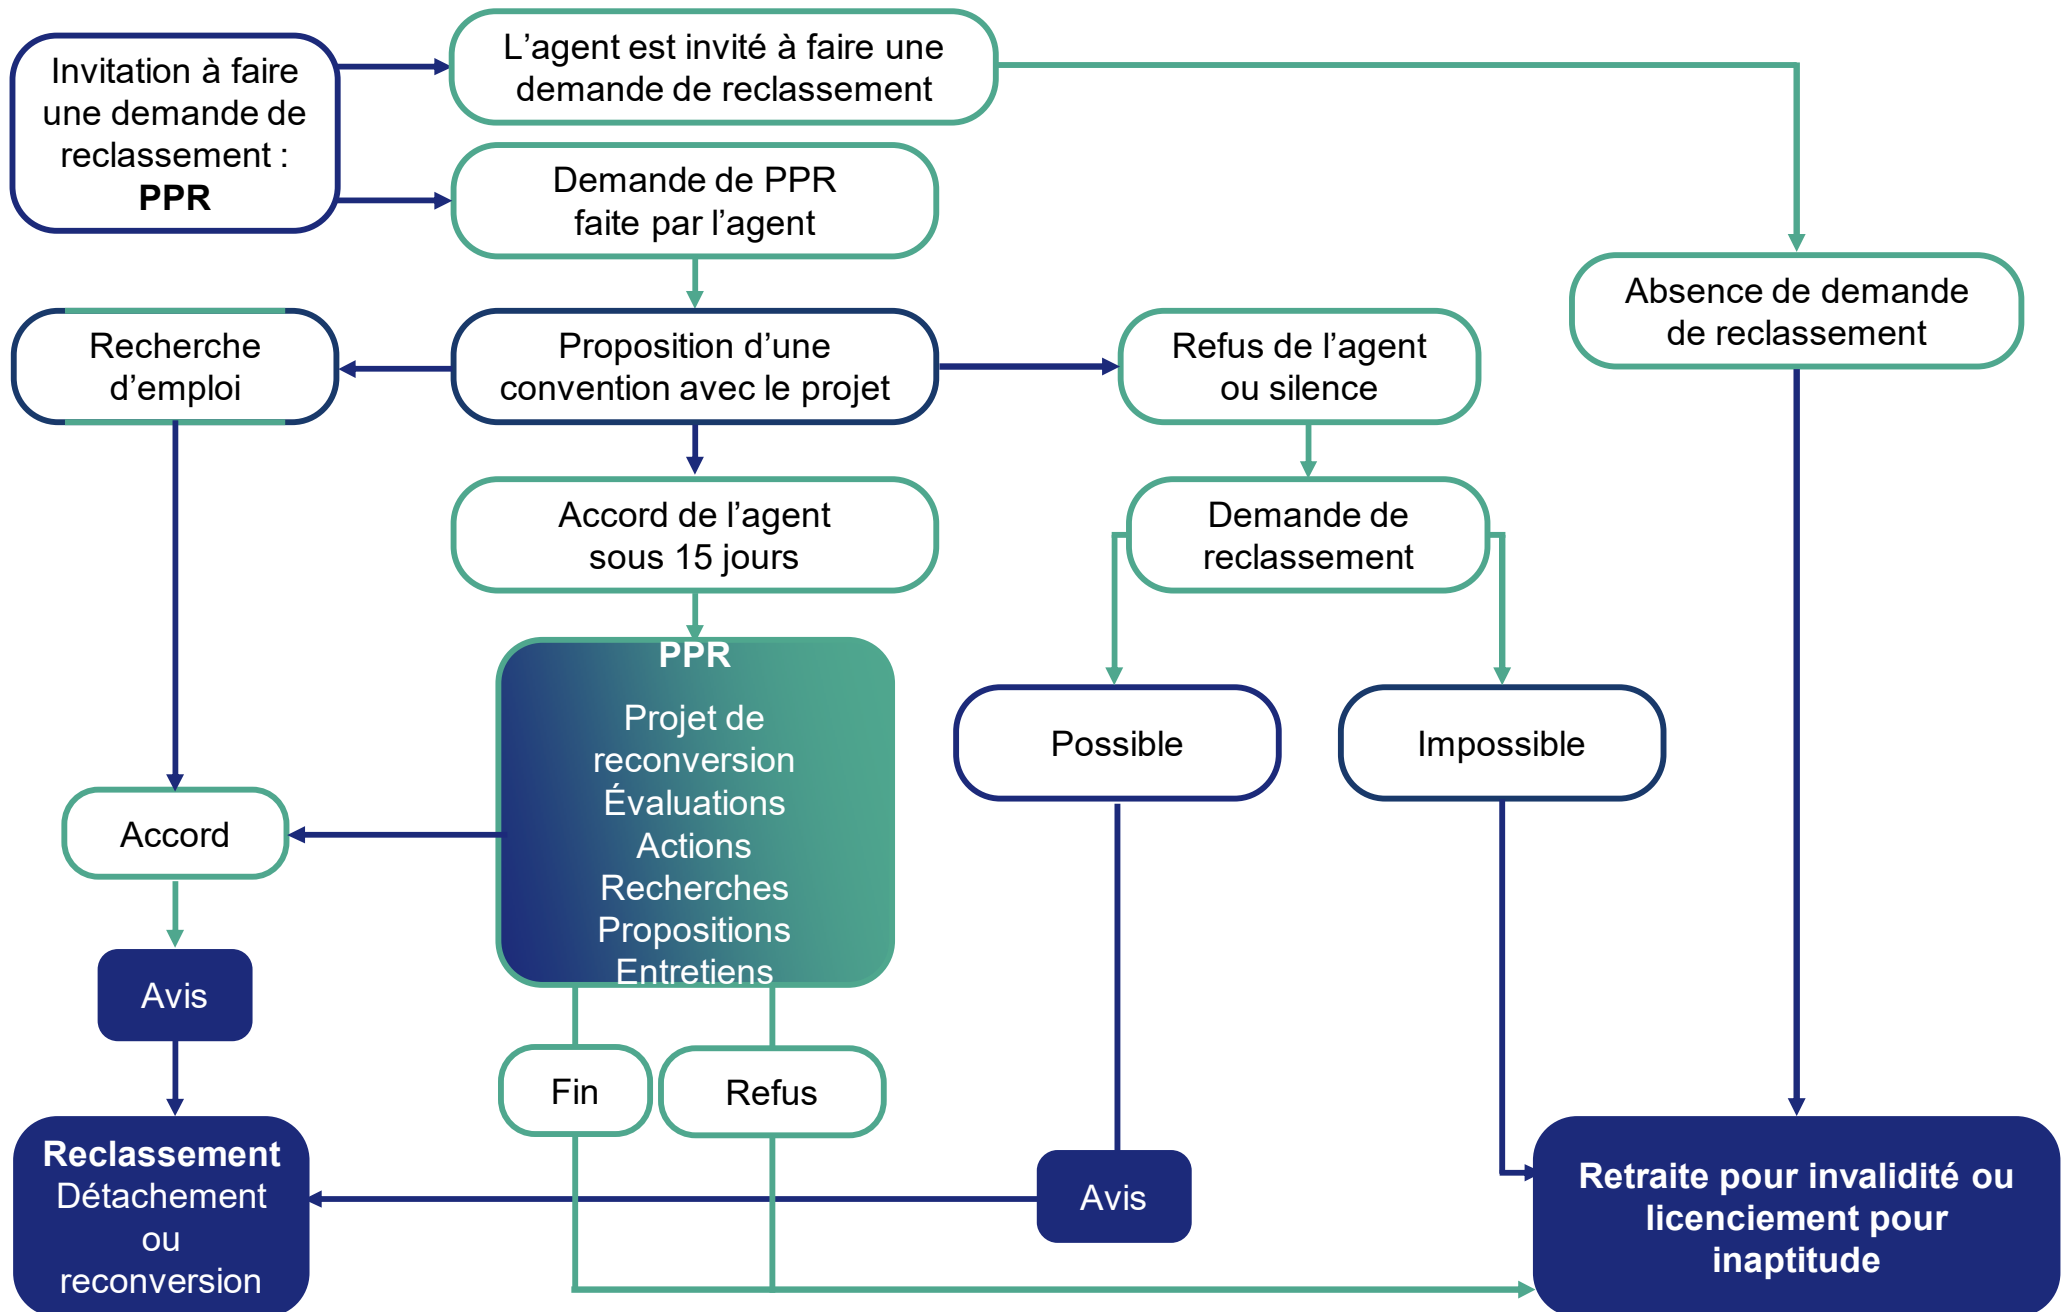 Invitation à faire
une demande de
reclassement :
PPR
L’agent est invité à faire une
demande de reclassement
Demande de PPR
faite par l’agent
Absence de demande
de reclassement
Recherche
d’emploi
Proposition d’une
convention avec le projet
Refus de l’agent
ou silence
Accord de l’agent
sous 15 jours
Demande de
reclassement
PPR
Projet de
reconversion
Évaluations
Actions
Recherches
Propositions
Entretiens
Possible
Impossible
Accord
Avis
Fin
Refus
Reclassement
Détachement
ou
reconversion
Avis
Retraite pour invalidité ou
licenciement pour
inaptitude